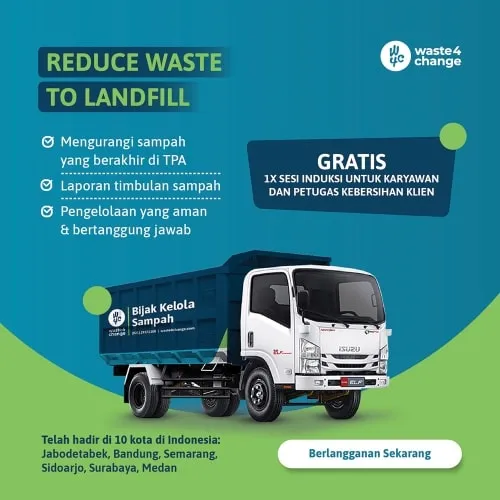 waste4
change
REDUCE WASTE
TO LANDFILL
Mengurangi sampah
yang berakhir di TPA
Laporan timbulan sampah
Pengelolaan yang aman
& bertanggung jawab
GRATIS
1X SESI INDUKSI UNTUK KARYAWAN
DAN PETUGAS KEBERSIHAN KLIEN
Bijak Kelola
Sampah
waste4
change
ISUZU
ELF
Telah hadir di 10 kota di Indonesia:
Jabodetabek, Bandung, Semarang,
Sidoarjo, Surabaya, Medan
Berlangganan Sekarang